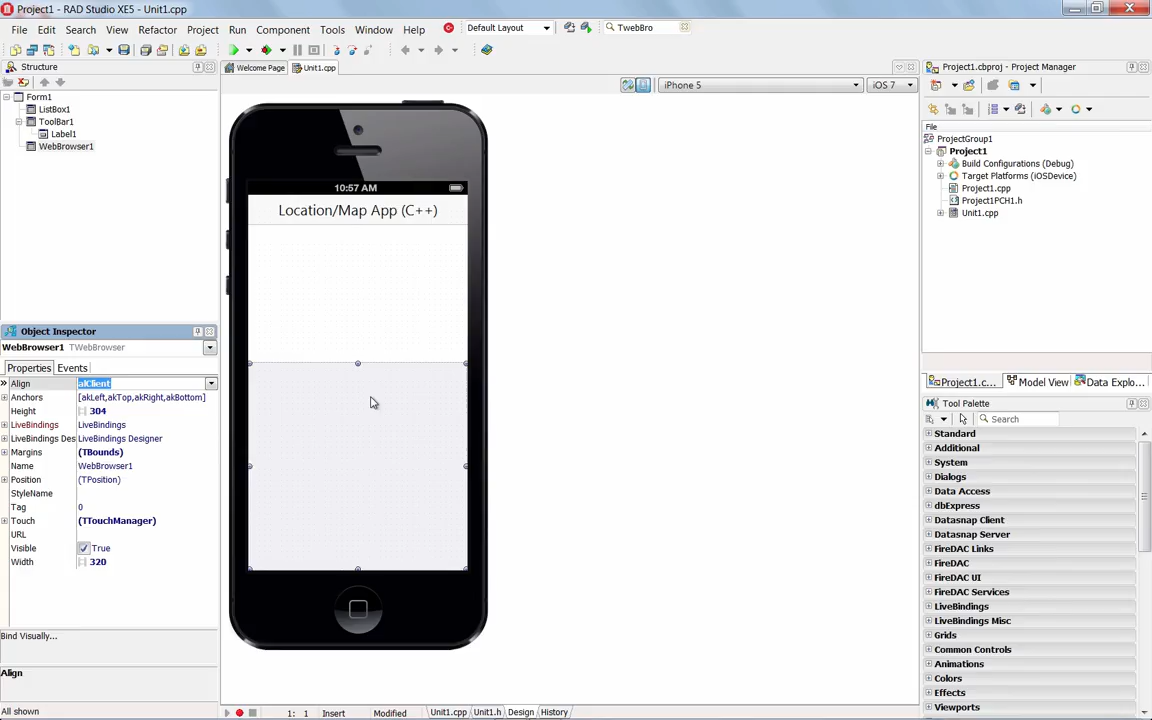 Project1 - RAD Studio XE5 - Unit1.cpp
File Edit Search View Refactor Project Run Component Tools Window Help
Default Layout
TwebBro
Structure
Form1
ListBox1
ToolBar1
Label1
WebBrowser1
Object Inspector
WebBrowser1 TWebBrowser
Properties Events
Align alClient
Anchors [akLeft,akTop,akRight,akBottom]
Height 304
LiveBindings LiveBindings
LiveBindings Des LiveBindings Designer
Margins (TBounds)
Name WebBrowser1
Position (TPosition)
StyleName
Tag 0
Touch (TTouchManager)
URL
Visible True
Width 320
Bind Visually...
Align
All shown
Welcome Page Unit1.cpp
iPhone 5
iOS 7
10:57 AM
Location/Map App (C++)
1: 1 Insert Modified Unit1.cpp Unit1.h Design History
Project1.cbproj - Project Manager
File
ProjectGroup1
Project1
Build Configurations (Debug)
Target Platforms (iOSDevice)
Project1.cpp
Project1PCH1.h
Unit1.cpp
Project1.c... Model View Data Explo...
Tool Palette
Search
Standard
Additional
System
Dialogs
Data Access
dbExpress
Datasnap Client
Datasnap Server
FireDAC Links
FireDAC
FireDAC UI
FireDAC Services
LiveBindings
LiveBindings Misc
Grids
Common Controls
Animations
Colors
Effects
Viewports